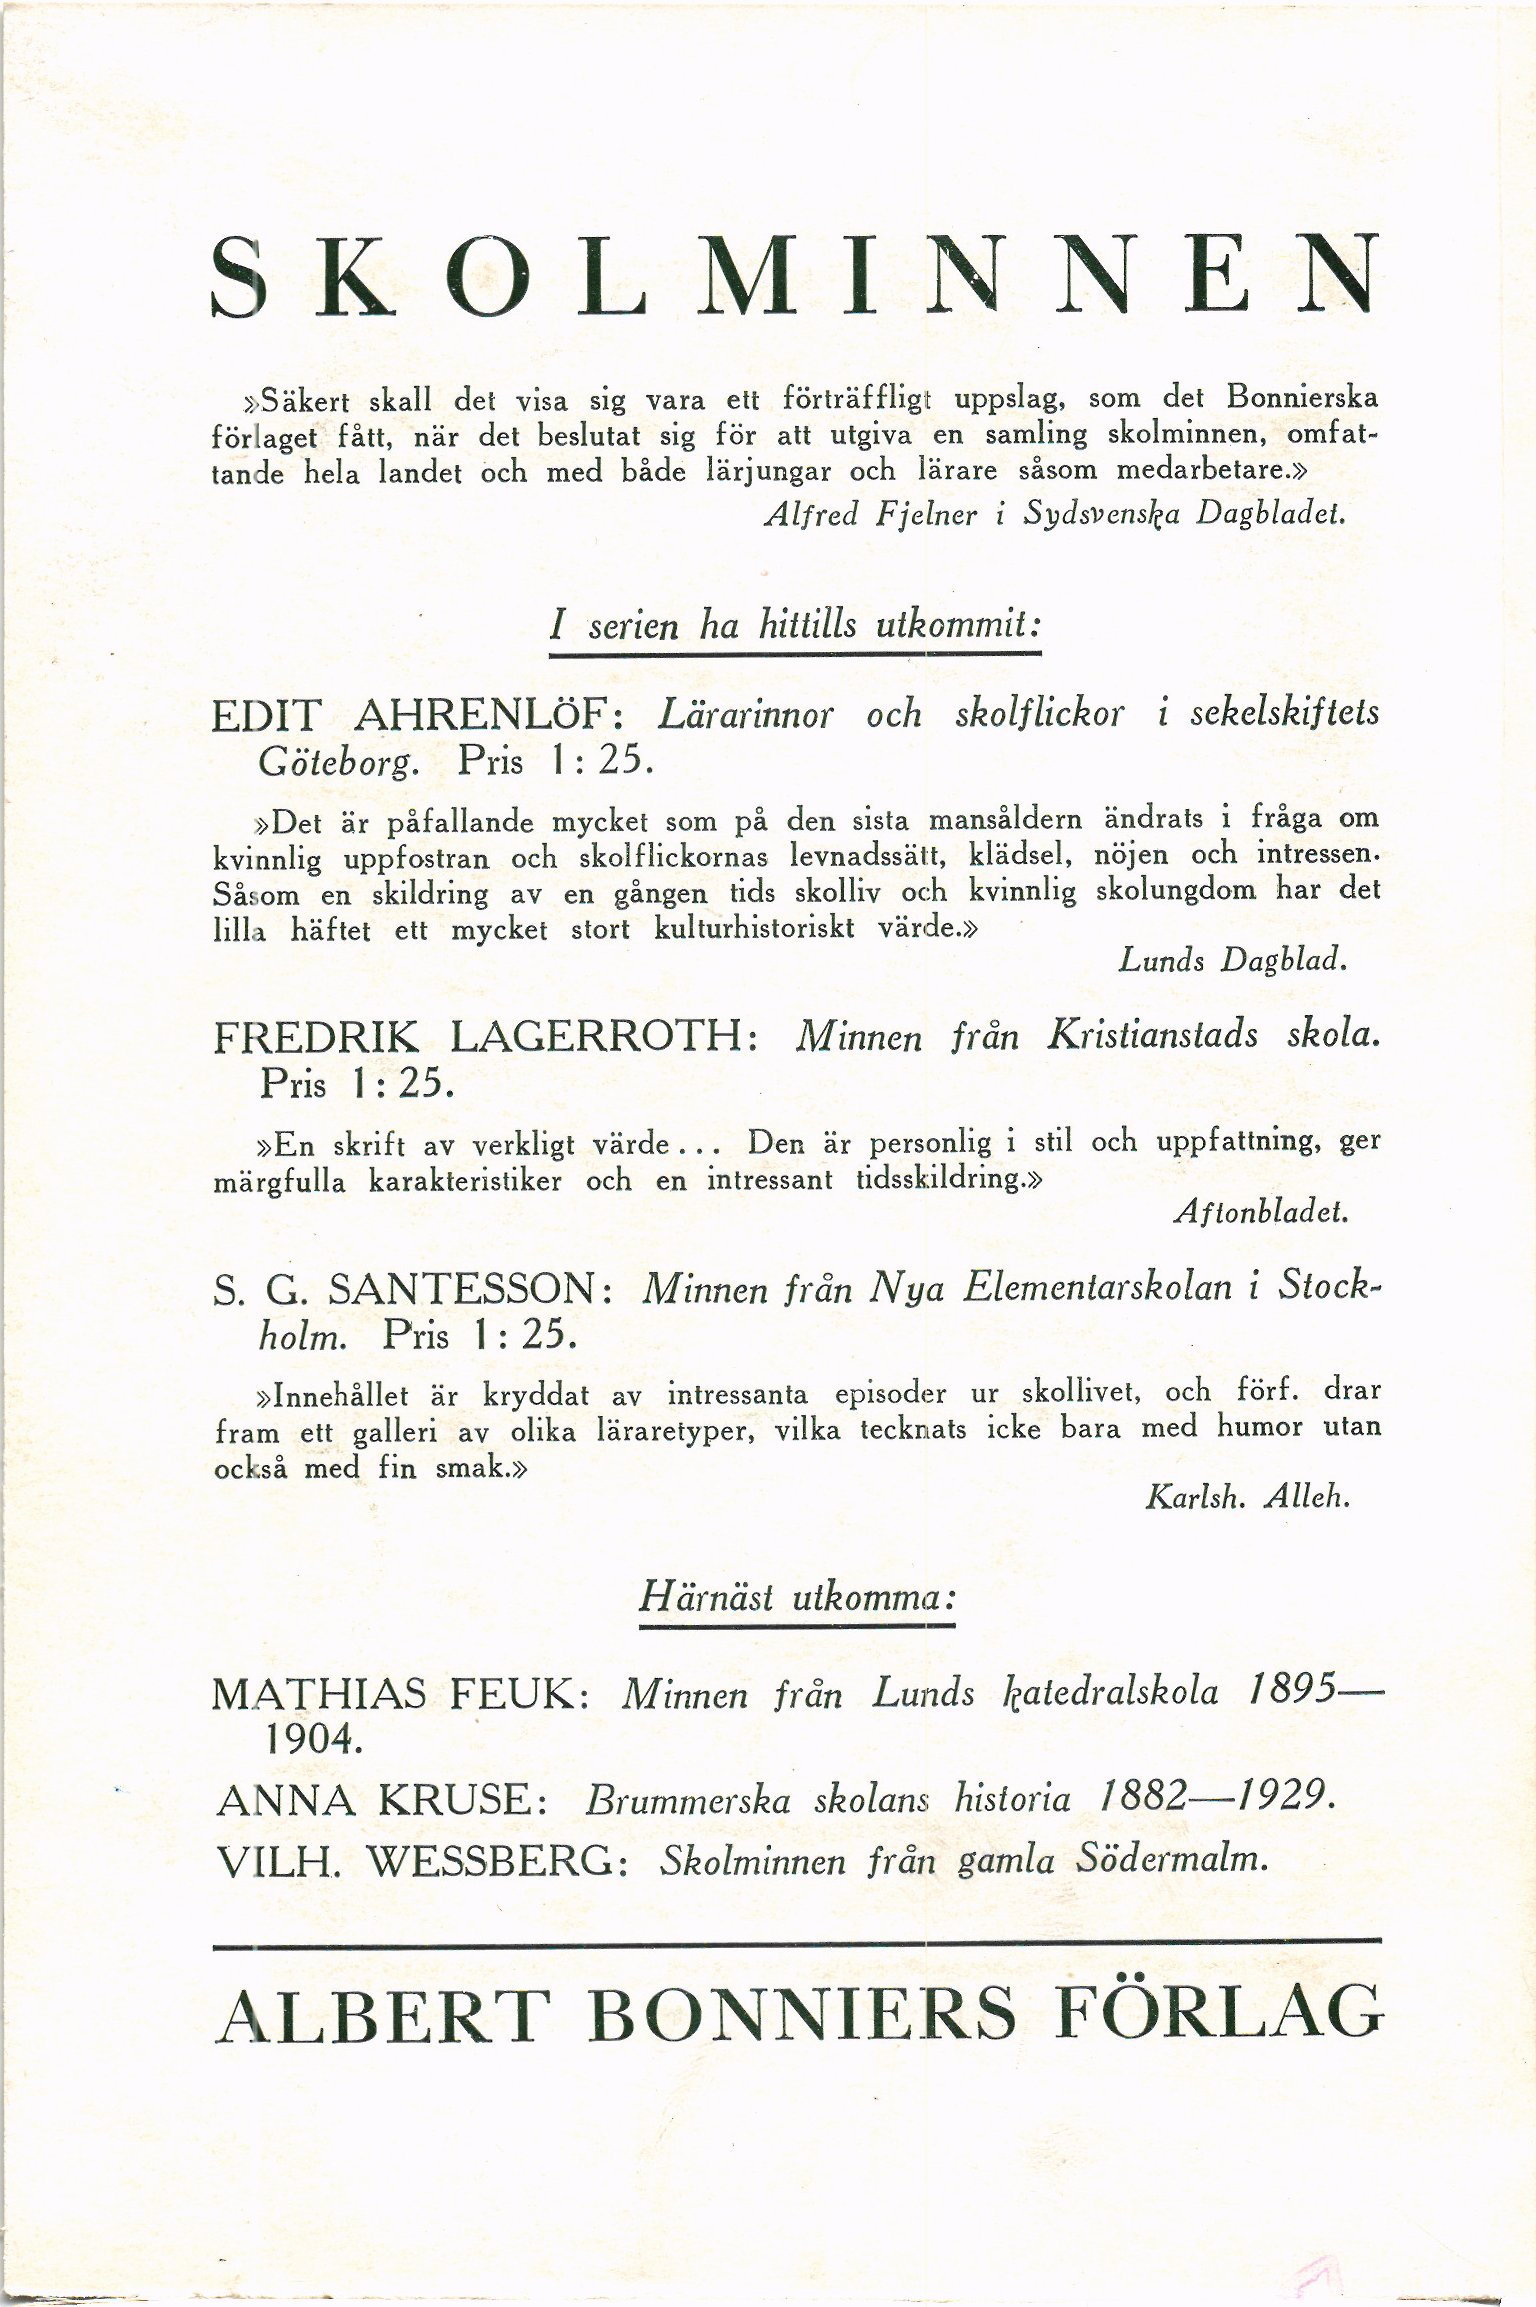 SKOLMINNEN
»Säkert skall det visa sig vara ett förträffligt uppslag, som det Bonnierska
förlaget fått, när det beslutat sig för att utgiva en samling skolminnen, omfat-
tande hela landet och med både lärjungar och lärare såsom medarbetare.»
Alfred Fjelner i Sydsvenska Dagbladet.
I serien ha hittills utkommit:
EDIT AHRENLÖF: Lärarinnor och skolflickor i sekelskiftets
Göteborg. Pris 1: 25.
»Det är påfallande mycket som på den sista mansåldern ändrats i fråga om
kvinnlig uppfostran och skolflickornas levnadssätt, klädsel, nöjen och intressen.
Såsom en skildring av en gången tids skolliv och kvinnlig skolungdom har det
lilla häftet ett mycket stort kulturhistoriskt värde.»
Lunds Dagblad.
FREDRIK LAGERROTH: Minnen från Kristianstads skola.
Pris 1: 25.
»En skrift av verkligt värde... Den är personlig i stil och uppfattning, ger
märgfulla karakteristiker och en intressant tidsskildring.»
Aftonbladet.
S. G. SANTESSON: Minnen från Nya Elementarskolan i Stock-
holm. Pris 1: 25.
»Innehållet är kryddat av intressanta episoder ur skollivet, och förf. drar
fram ett galleri av olika läraretyper, vilka tecknats icke bara med humor utan
också med fin smak.»
Karlsh. Alleh.
Härnäst utkomma:
MATHIAS FEUK: Minnen från Lunds katedralskola 1895—
1904.
ANNA KRUSE: Brummerska skolans historia 1882—1929.
VILH. WESSBERG: Skolminnen från gamla Södermalm.
ALBERT BONNIERS FÖRLAG